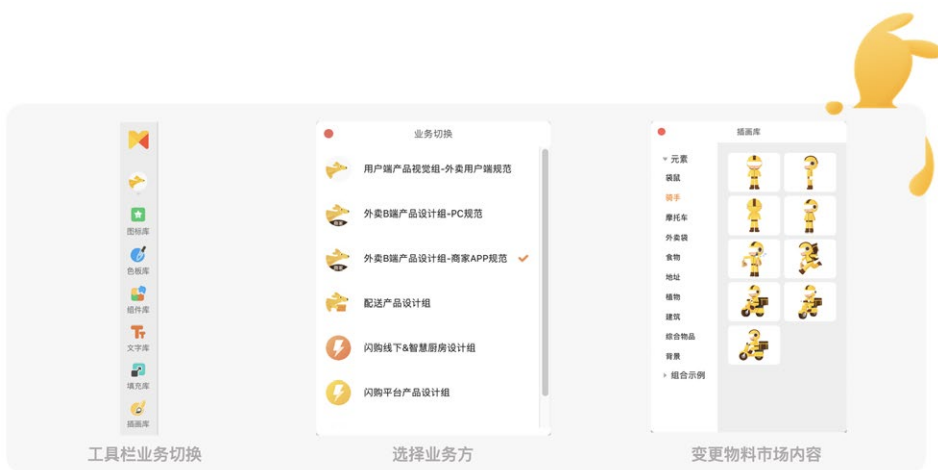 图标库
色板库
组件库
文字库
填充库
插画库
工具栏业务切换
业务切换
用户端产品视觉组-外卖用户端规范
外卖B端产品设计组-PC规范
外卖B端产品设计组-商家APP规范
配送产品设计组
闪购线下&智慧厨房设计组
闪购平台产品设计组
选择业务方
插画库
元素
袋鼠
骑手
摩托车
外卖袋
食物
地址
植物
建筑
综合物品
背景
组合示例
变更物料市场内容